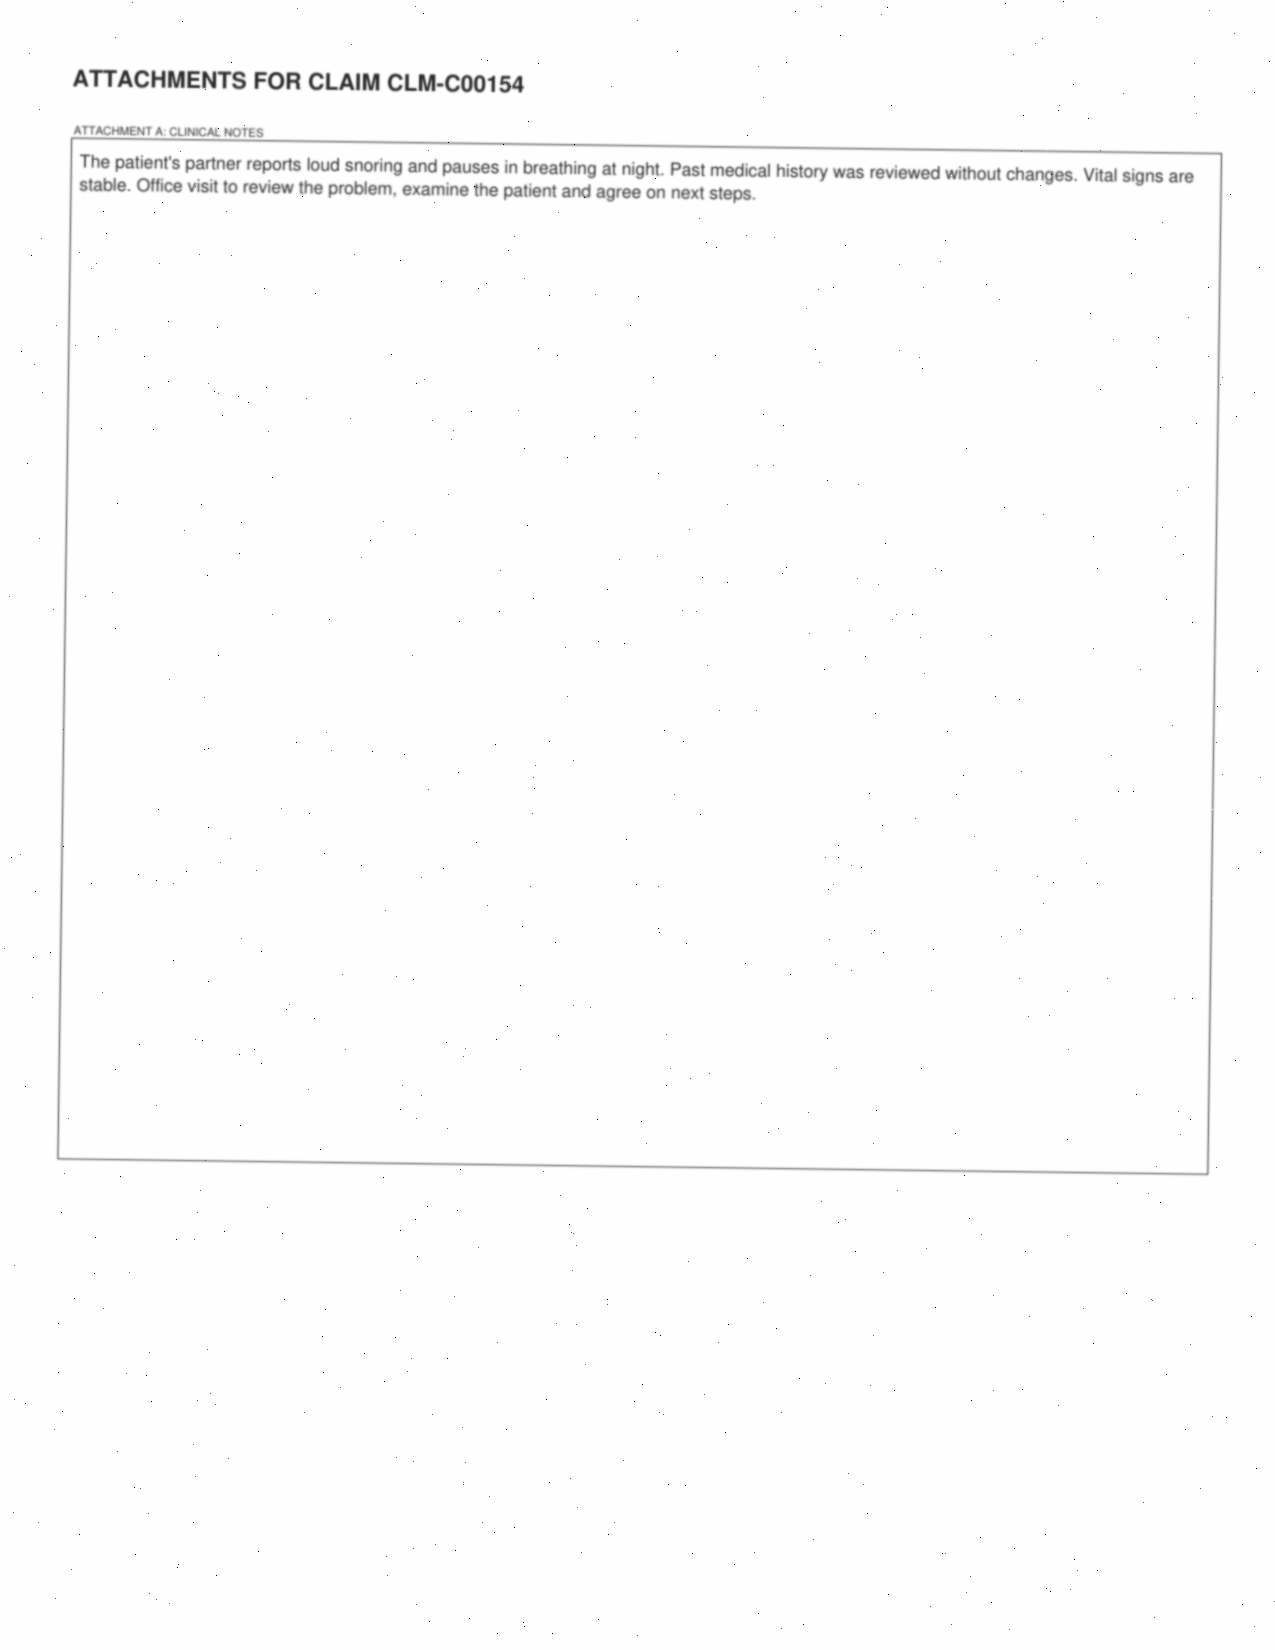 ATTACHMENTS FOR CLAIM CLM-C00154
ATTACHMENT A: CLINICAL NOTES
The patient's partner reports loud snoring and pauses in breathing at night. Past medical history was reviewed without changes. Vital signs are
stable. Office visit to review the problem, examine the patient and agree on next steps.